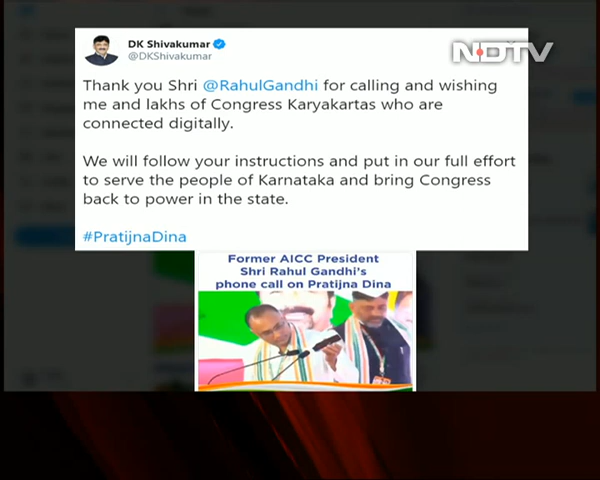 DK Shivakumar
@DKShivakumar
NDTV
Thank you Shri @RahulGandhi for calling and wishing
me and lakhs of Congress Karyakartas who are
connected digitally.
We will follow your instructions and put in our full effort
to serve the people of Karnataka and bring Congress
back to power in the state.
#PratijnaDina
Former AICC President
Shri Rahul Gandhi's
phone call on Pratijna Dina